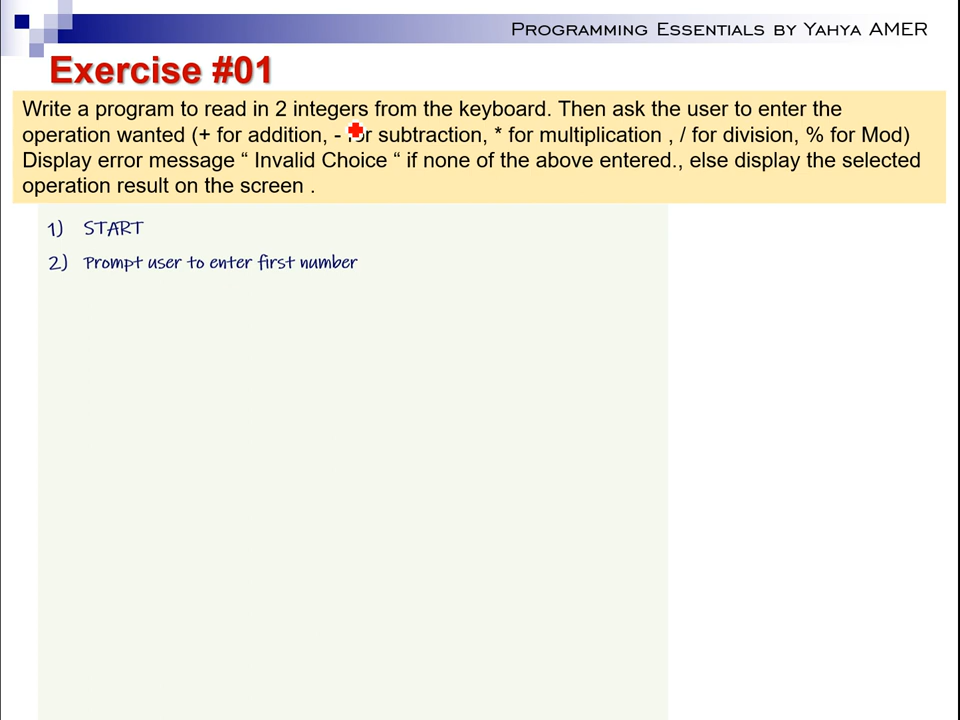 Programming Essentials by Yahya AMER
Exercise #01
Write a program to read in 2 integers from the keyboard. Then ask the user to enter the
operation wanted (+ for addition, - for subtraction, * for multiplication , / for division, % for Mod)
Display error message “ Invalid Choice “ if none of the above entered., else display the selected
operation result on the screen .
1) START
2) Prompt user to enter first number